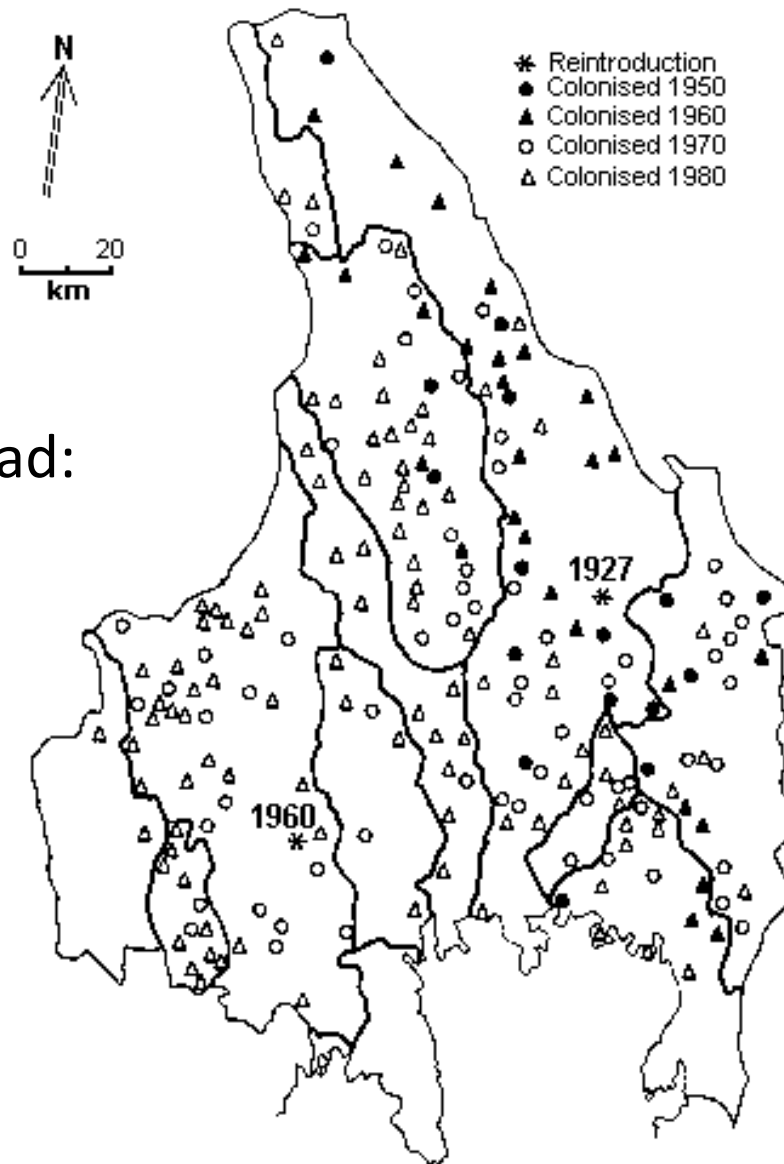 N
✱ Reintroduction
● Colonised 1950
▲ Colonised 1960
○ Colonised 1970
△ Colonised 1980
0 20
km
ad:
1927
1960